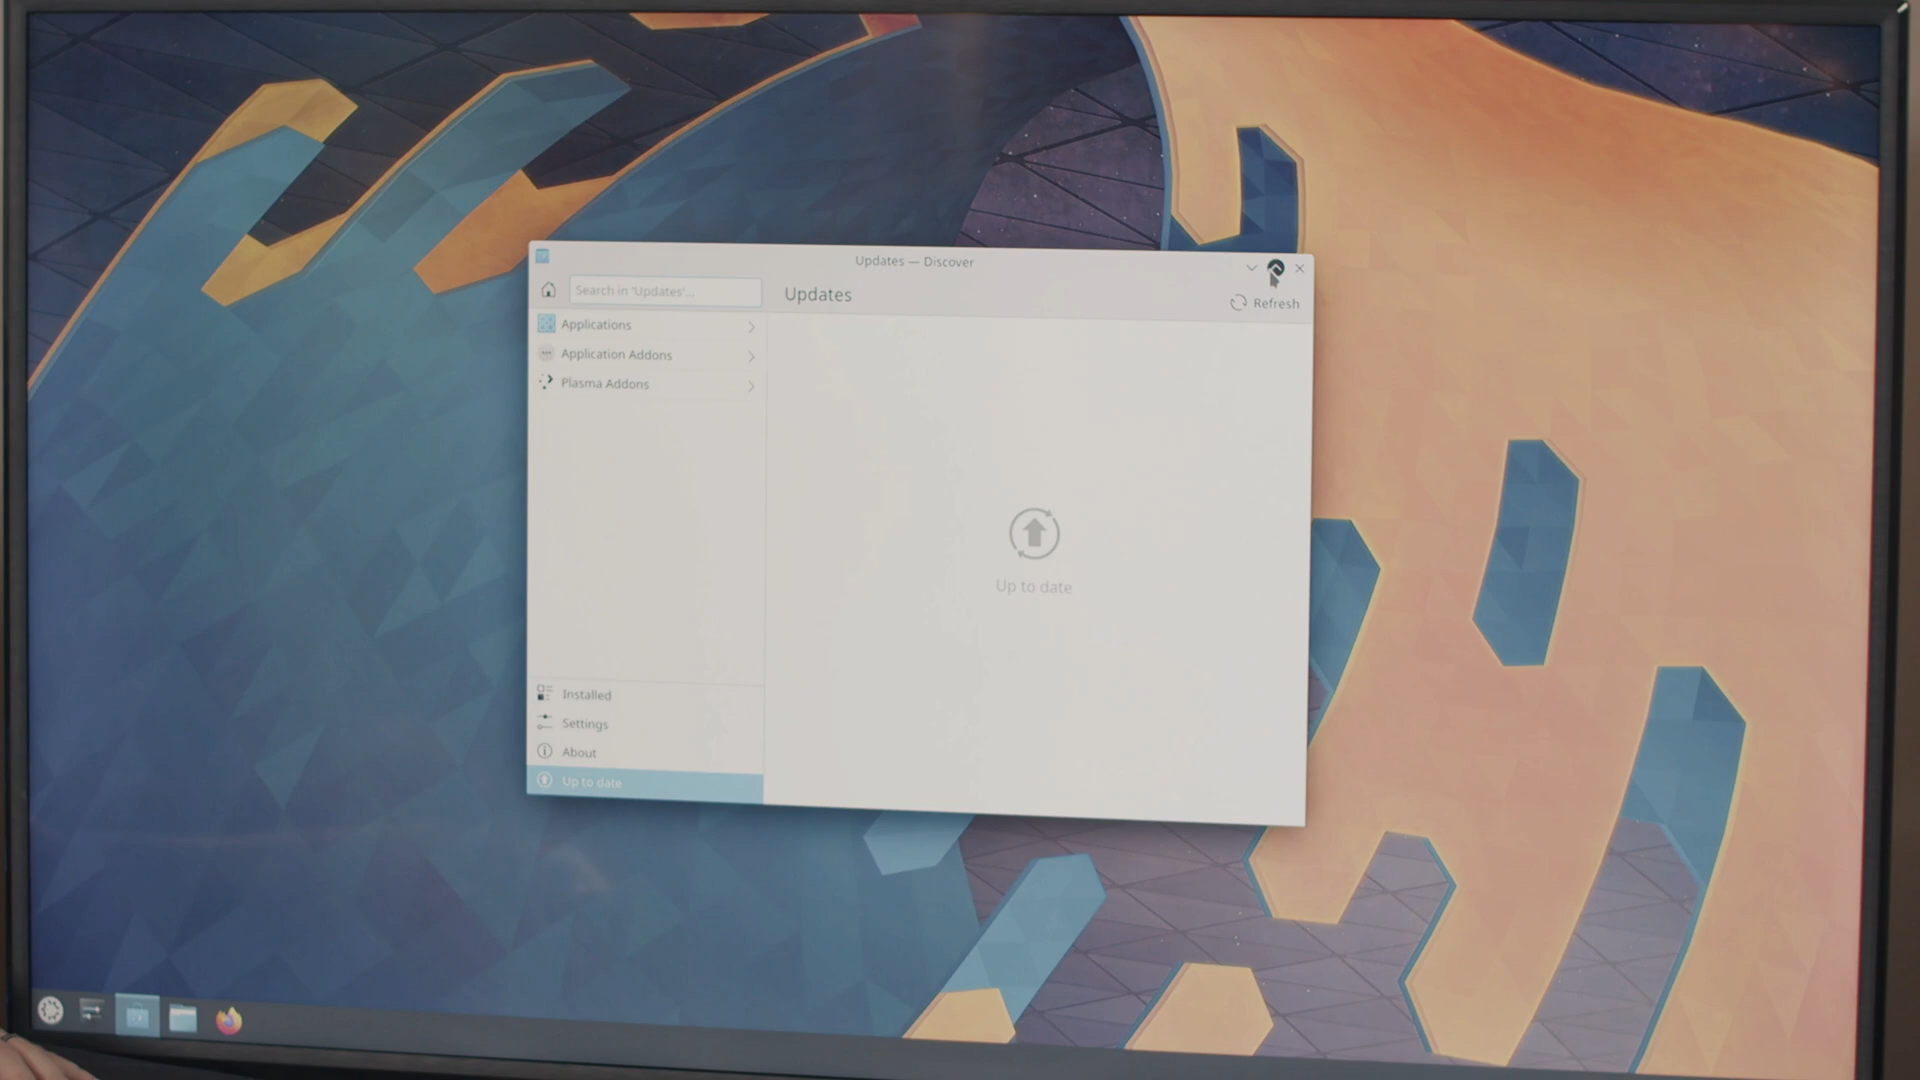 Updates — Discover
Search in 'Updates'...
Updates
Refresh
Applications
Application Addons
Plasma Addons
Up to date
Installed
Settings
About
Up to date